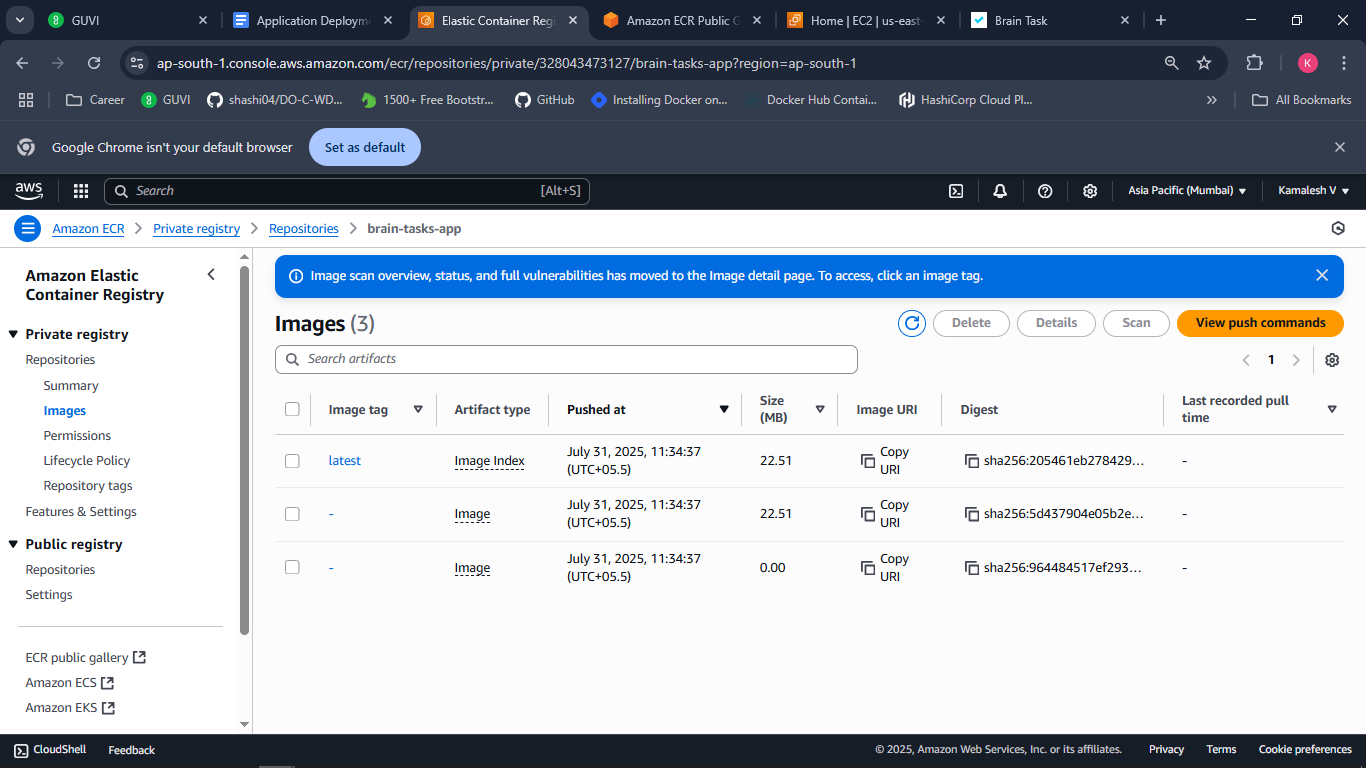 GUVI
Application Deployme
Elastic Container Regi
Amazon ECR Public G
Home | EC2 | us-east
Brain Task
ap-south-1.console.aws.amazon.com/ecr/repositories/private/328043473127/brain-tasks-app?region=ap-south-1
K
Career
GUVI
shashi04/DO-C-WD...
1500+ Free Bootstr...
GitHub
Installing Docker on...
Docker Hub Contai...
HashiCorp Cloud Pl...
All Bookmarks
Google Chrome isn't your default browser
Set as default
aws
Search
[Alt+S]
Asia Pacific (Mumbai)
Kamalesh V
Amazon ECR
Private registry
Repositories
brain-tasks-app
Amazon Elastic
Container Registry
Private registry
Repositories
Summary
Images
Permissions
Lifecycle Policy
Repository tags
Features & Settings
Public registry
Repositories
Settings
ECR public gallery
Amazon ECS
Amazon EKS
Image scan overview, status, and full vulnerabilities has moved to the Image detail page. To access, click an image tag.
Images (3)
Delete
Details
Scan
View push commands
Search artifacts
1
Image tag
Artifact type
Pushed at
Size
(MB)
Image URI
Digest
Last recorded pull
time
latest
Image Index
July 31, 2025, 11:34:37
(UTC+05.5)
22.51
Copy
URI
sha256:205461eb278429...
-
-
Image
July 31, 2025, 11:34:37
(UTC+05.5)
22.51
Copy
URI
sha256:5d437904e05b2e...
-
-
Image
July 31, 2025, 11:34:37
(UTC+05.5)
0.00
Copy
URI
sha256:964484517ef293...
-
CloudShell
Feedback
© 2025, Amazon Web Services, Inc. or its affiliates.
Privacy
Terms
Cookie preferences